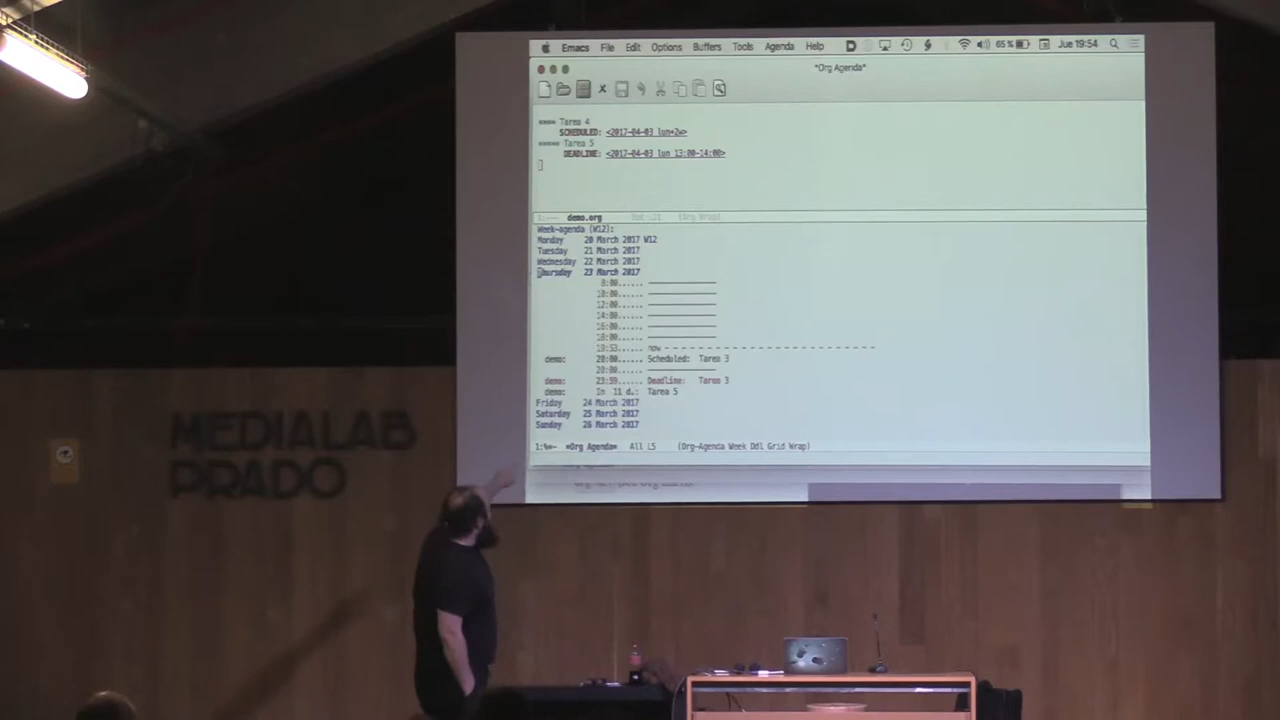 Emacs File Edit Options Buffers Tools Agenda Help 65% Jue 19:54
*Org Agenda*
**** Tarea 4
SCHEDULED: <2017-04-03 lun+2w>
***** Tarea 5
DEADLINE: <2017-04-03 lun 13:00-14:00>
demo.org
Week-agenda (W12):
Monday 20 March 2017 W12
Tuesday 21 March 2017
Wednesday 22 March 2017
Thursday 23 March 2017
8:00......
10:00......
12:00......
14:00......
16:00......
18:00......
19:53...... now - - - - - - - - - - - - - - - - - - - - - - - - -
demo: 20:00...... Scheduled: Tarea 3
20:00......
demo: 23:59...... Deadline: Tarea 3
demo: In 11 d.: Tarea 5
Friday 24 March 2017
Saturday 25 March 2017
Sunday 26 March 2017
*Org Agenda* All L5 (Org-Agenda Week Ddl Grid Wrap)
MEDIALAB
PRADO